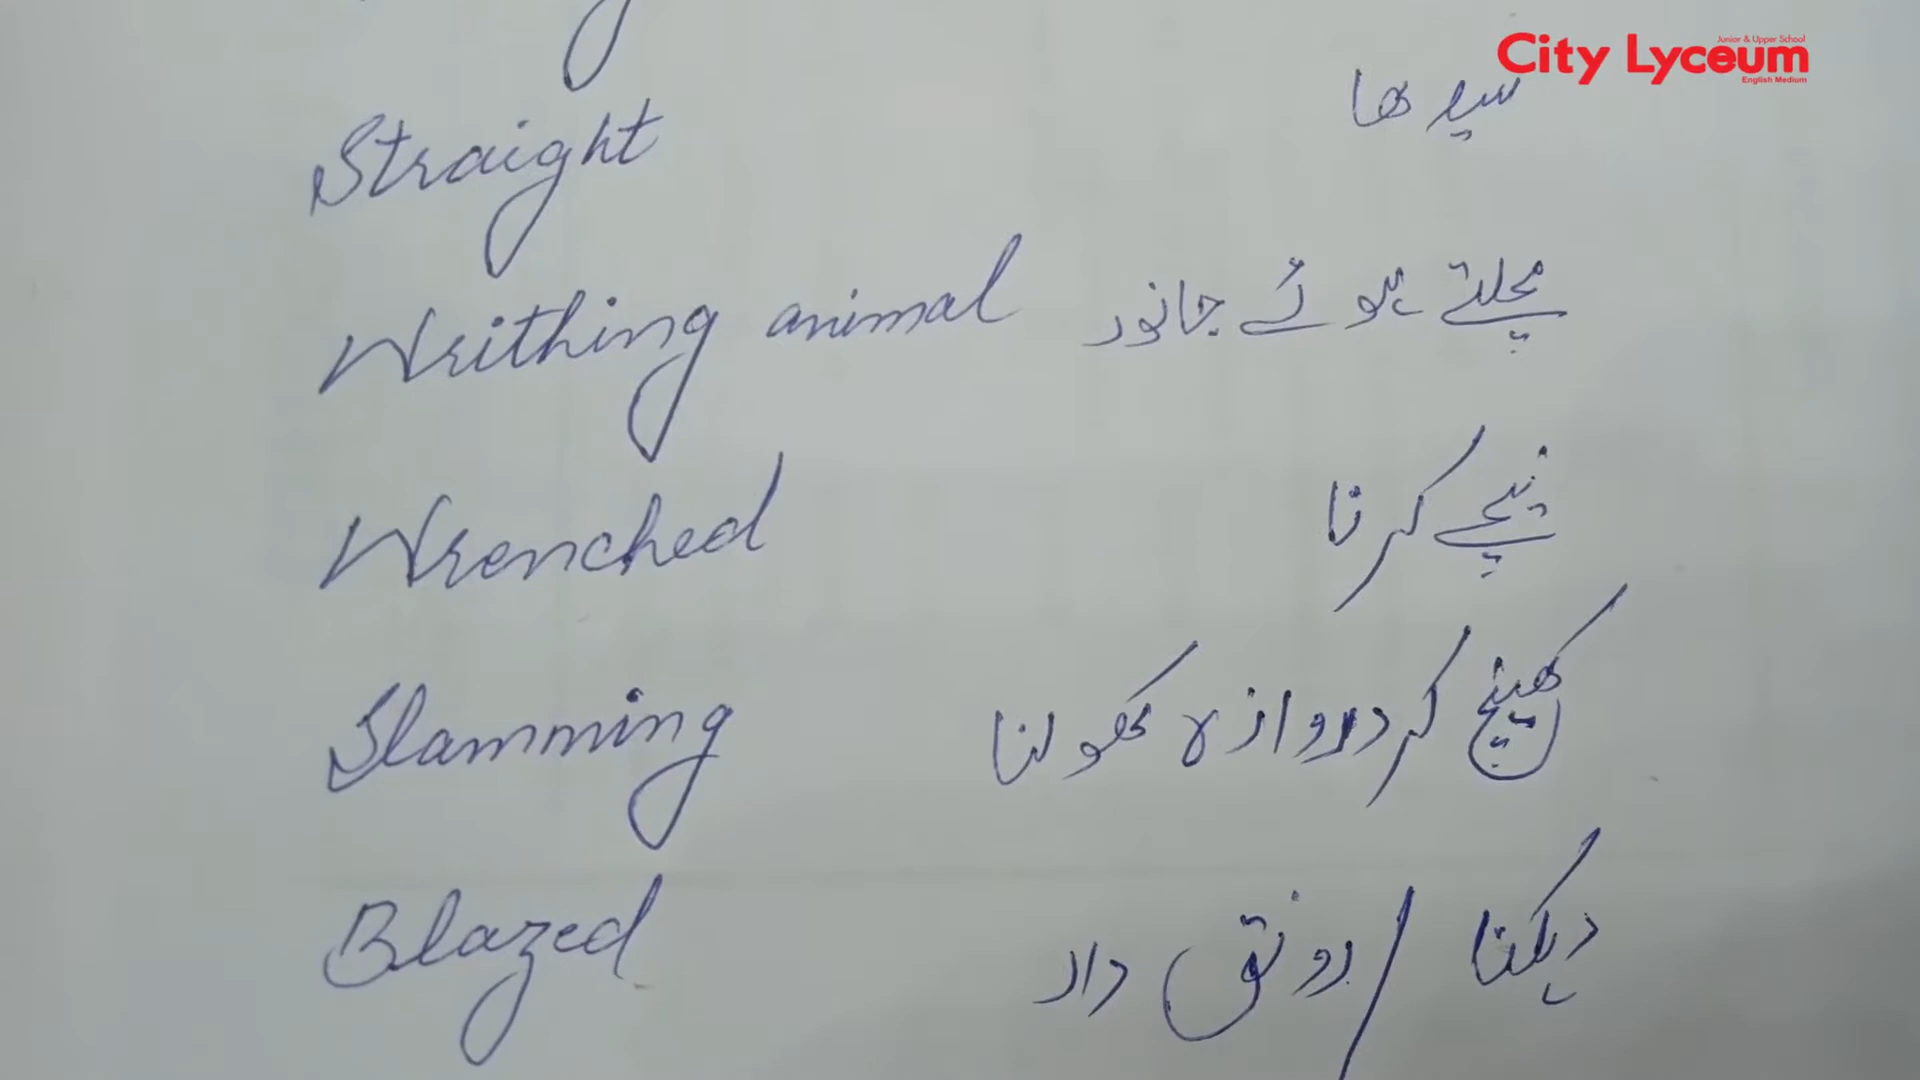 Junior & Upper School
City Lyceum
English Medium
Straight سیدھا
Writhing animal مچلتے ہوئے جانور
Wrenched نیچے کرنا
Slamming کھینچ کر دروازہ کھولنا
Blazed دہکنا / رونق دار